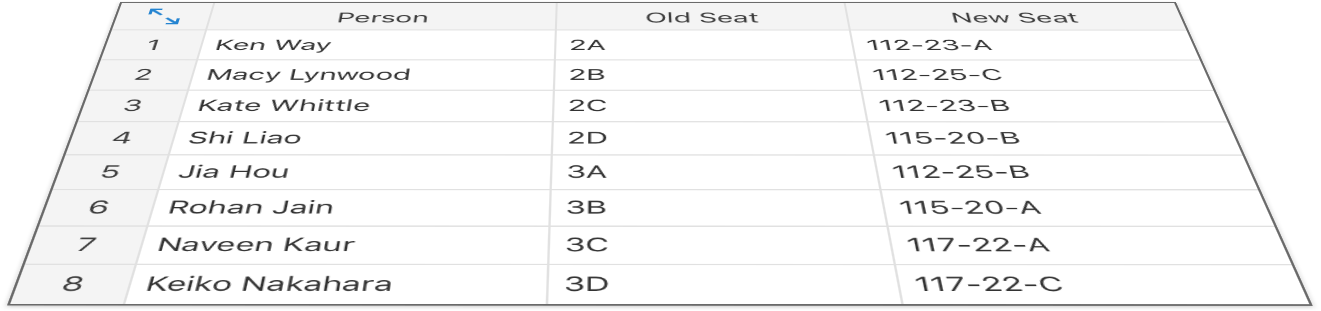 Person Old Seat New Seat
1 Ken Way 2A 112-23-A
2 Macy Lynwood 2B 112-25-C
3 Kate Whittle 2C 112-23-B
4 Shi Liao 2D 115-20-B
5 Jia Hou 3A 112-25-B
6 Rohan Jain 3B 115-20-A
7 Naveen Kaur 3C 117-22-A
8 Keiko Nakahara 3D 117-22-C